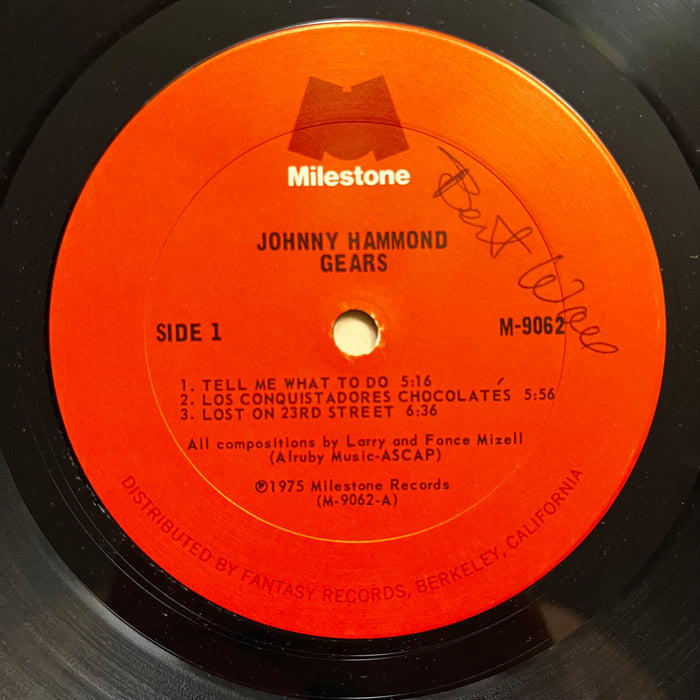 Milestone
Bert
JOHNNY HAMMOND
GEARS
SIDE 1
M-9062
1. TELL ME WHAT TO DO 5:16
2. LOS CONQUISTADORES CHOCOLATÉS 5:56
3. LOST ON 23RD STREET 6:36
All compositions by Larry and Fonce Mizell
(Alruby Music-ASCAP)
℗1975 Milestone Records
(M-9062-A)
DISTRIBUTED BY FANTASY RECORDS, BERKELEY, CALIFORNIA